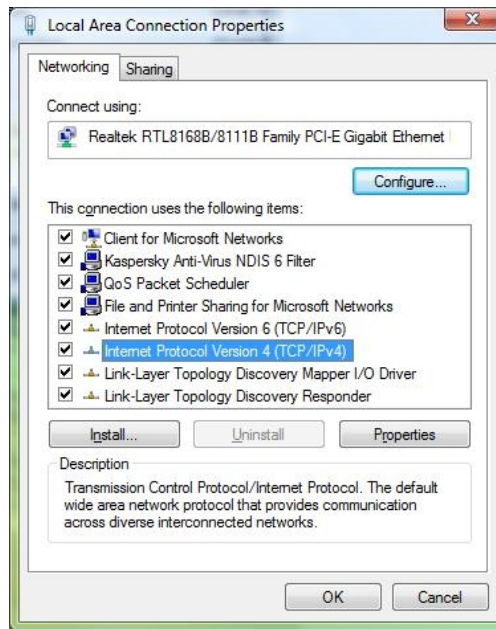 Local Area Connection Properties
Networking Sharing
Connect using:
Realtek RTL8168B/8111B Family PCI-E Gigabit Ethernet
Configure...
This connection uses the following items:
Client for Microsoft Networks
Kaspersky Anti-Virus NDIS 6 Filter
QoS Packet Scheduler
File and Printer Sharing for Microsoft Networks
Internet Protocol Version 6 (TCP/IPv6)
Internet Protocol Version 4 (TCP/IPv4)
Link-Layer Topology Discovery Mapper I/O Driver
Link-Layer Topology Discovery Responder
Install... Uninstall Properties
Description
Transmission Control Protocol/Internet Protocol. The default
wide area network protocol that provides communication
across diverse interconnected networks.
OK Cancel